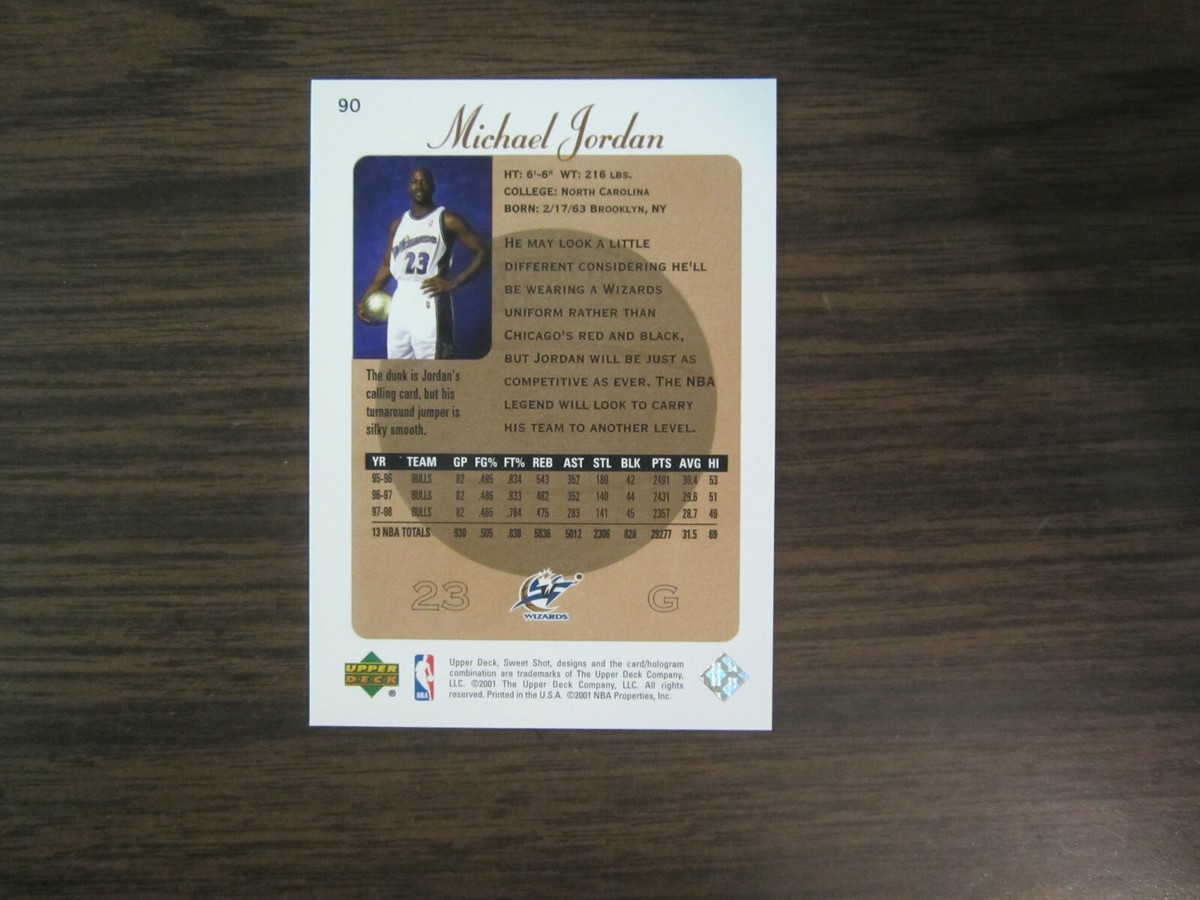 90
Michael Jordan
HT: 6'-6" WT: 216 LBS.
COLLEGE: NORTH CAROLINA
BORN: 2/17/63 BROOKLYN, NY
HE MAY LOOK A LITTLE
DIFFERENT CONSIDERING HE'LL
BE WEARING A WIZARDS
UNIFORM RATHER THAN
CHICAGO'S RED AND BLACK,
BUT JORDAN WILL BE JUST AS
COMPETITIVE AS EVER. THE NBA
LEGEND WILL LOOK TO CARRY
HIS TEAM TO ANOTHER LEVEL.
23
The dunk is Jordan's
calling card, but his
turnaround jumper is
silky smooth.
YR TEAM GP FG% FT% REB AST STL BLK PTS AVG HI
95-96 BULLS 82 .495 .834 543 352 180 42 2491 30.4 53
96-97 BULLS 82 .486 .833 482 352 140 44 2431 29.6 51
97-98 BULLS 82 .465 .784 475 283 141 45 2357 28.7 49
13 NBA TOTALS 930 .505 .838 5836 5012 2306 828 29277 31.5 69
23 WIZARDS G
UPPER DECK ®
NBA
Upper Deck, Sweet Shot, designs and the card/hologram
combination are trademarks of The Upper Deck Company,
LLC. ©2001 The Upper Deck Company, LLC. All rights
reserved. Printed in the U.S.A. ©2001 NBA Properties, Inc.